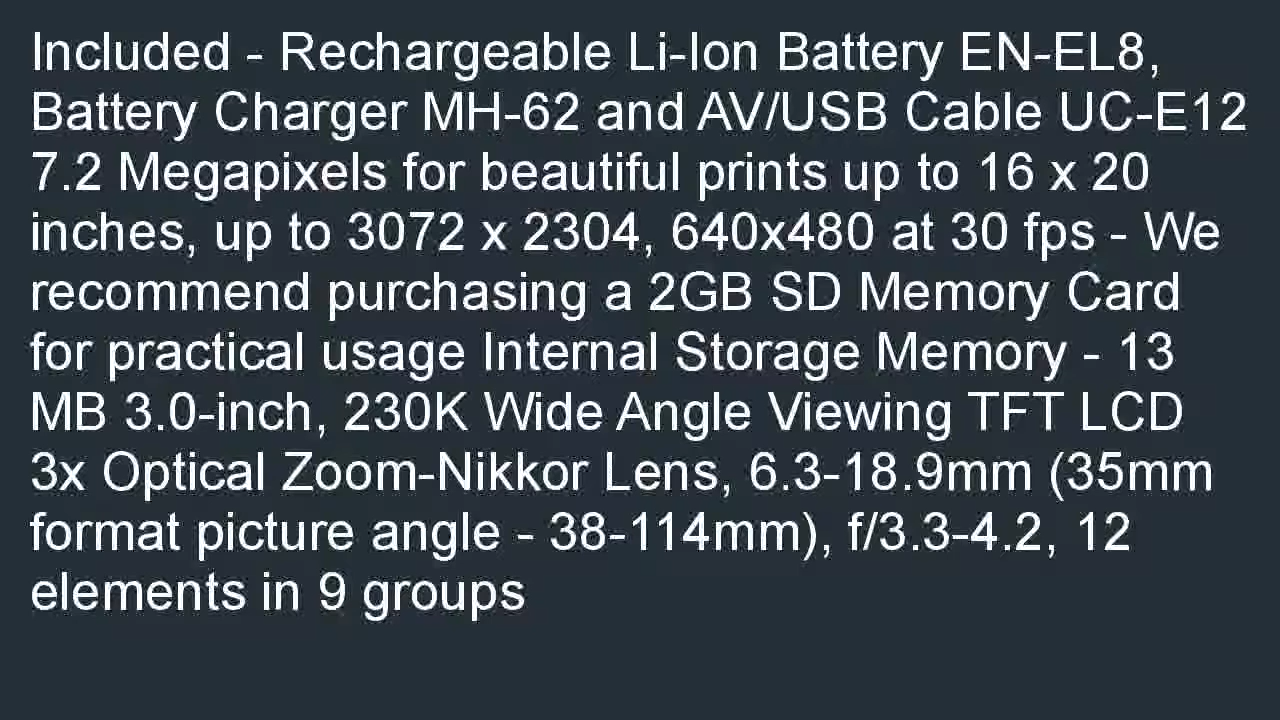 Included - Rechargeable Li-Ion Battery EN-EL8,
Battery Charger MH-62 and AV/USB Cable UC-E12
7.2 Megapixels for beautiful prints up to 16 x 20
inches, up to 3072 x 2304, 640x480 at 30 fps - We
recommend purchasing a 2GB SD Memory Card
for practical usage Internal Storage Memory - 13
MB 3.0-inch, 230K Wide Angle Viewing TFT LCD
3x Optical Zoom-Nikkor Lens, 6.3-18.9mm (35mm
format picture angle - 38-114mm), f/3.3-4.2, 12
elements in 9 groups